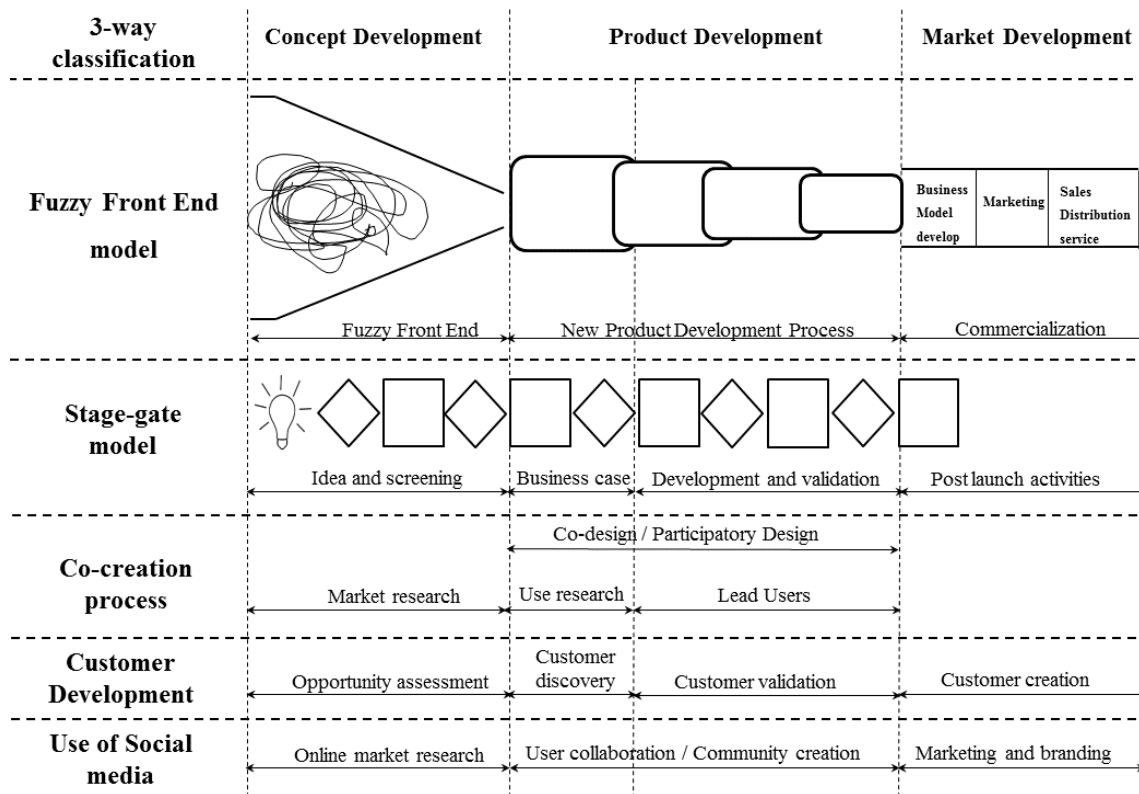 3-way
classification
Concept Development
Product Development
Market Development
Fuzzy Front End
model
Business
Model
develop
Marketing
Sales
Distribution
service
Fuzzy Front End
New Product Development Process
Commercialization
Stage-gate
model
Idea and screening
Business case
Development and validation
Post launch activities
Co-creation
process
Co-design / Participatory Design
Market research
Use research
Lead Users
Customer
Development
Opportunity assessment
Customer
discovery
Customer validation
Customer creation
Use of Social
media
Online market research
User collaboration / Community creation
Marketing and branding